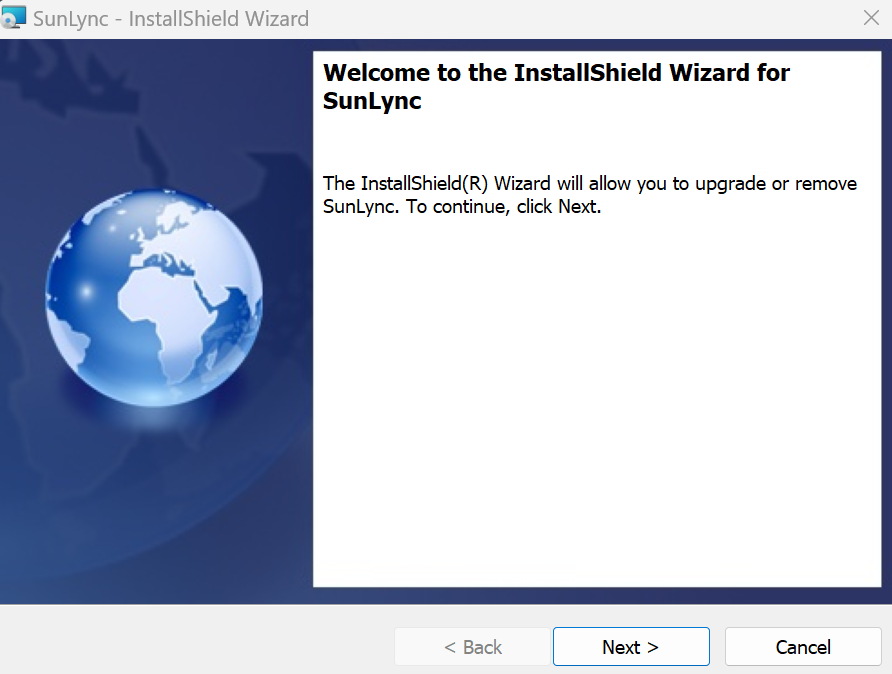 SunLync - InstallShield Wizard
Welcome to the InstallShield Wizard for
SunLync
The InstallShield(R) Wizard will allow you to upgrade or remove
SunLync. To continue, click Next.
< Back
Next >
Cancel